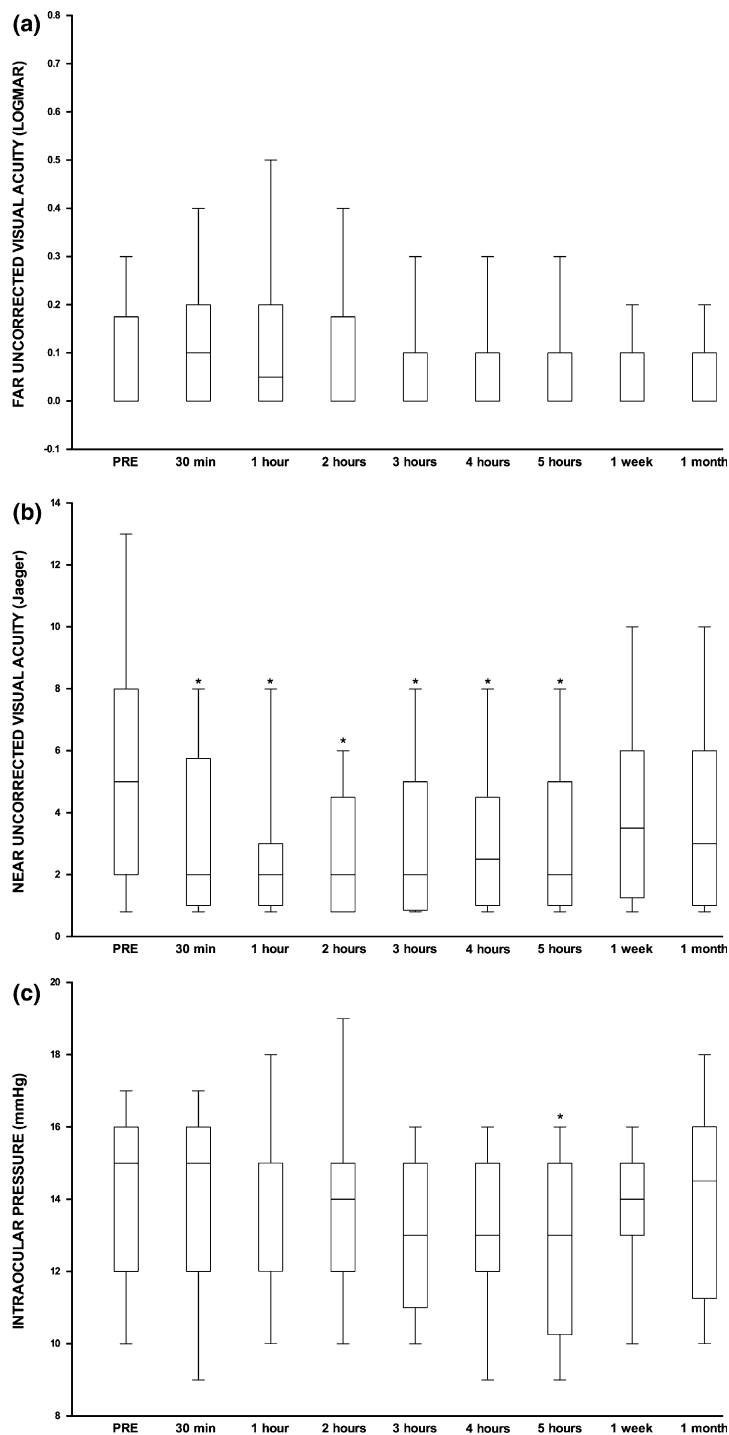 (a)
FAR UNCORRECTED VISUAL ACUITY (LOGMAR)
0.8
0.7
0.6
0.5
0.4
0.3
0.2
0.1
0.0
-0.1
PRE 30 min 1 hour 2 hours 3 hours 4 hours 5 hours 1 week 1 month
(b)
NEAR UNCORRECTED VISUAL ACUITY (Jaeger)
14
12
10
8
* * * * *
*
6
4
2
0
PRE 30 min 1 hour 2 hours 3 hours 4 hours 5 hours 1 week 1 month
(c)
INTRAOCULAR PRESSURE (mmHg)
20
18
16
*
14
12
10
8
PRE 30 min 1 hour 2 hours 3 hours 4 hours 5 hours 1 week 1 month